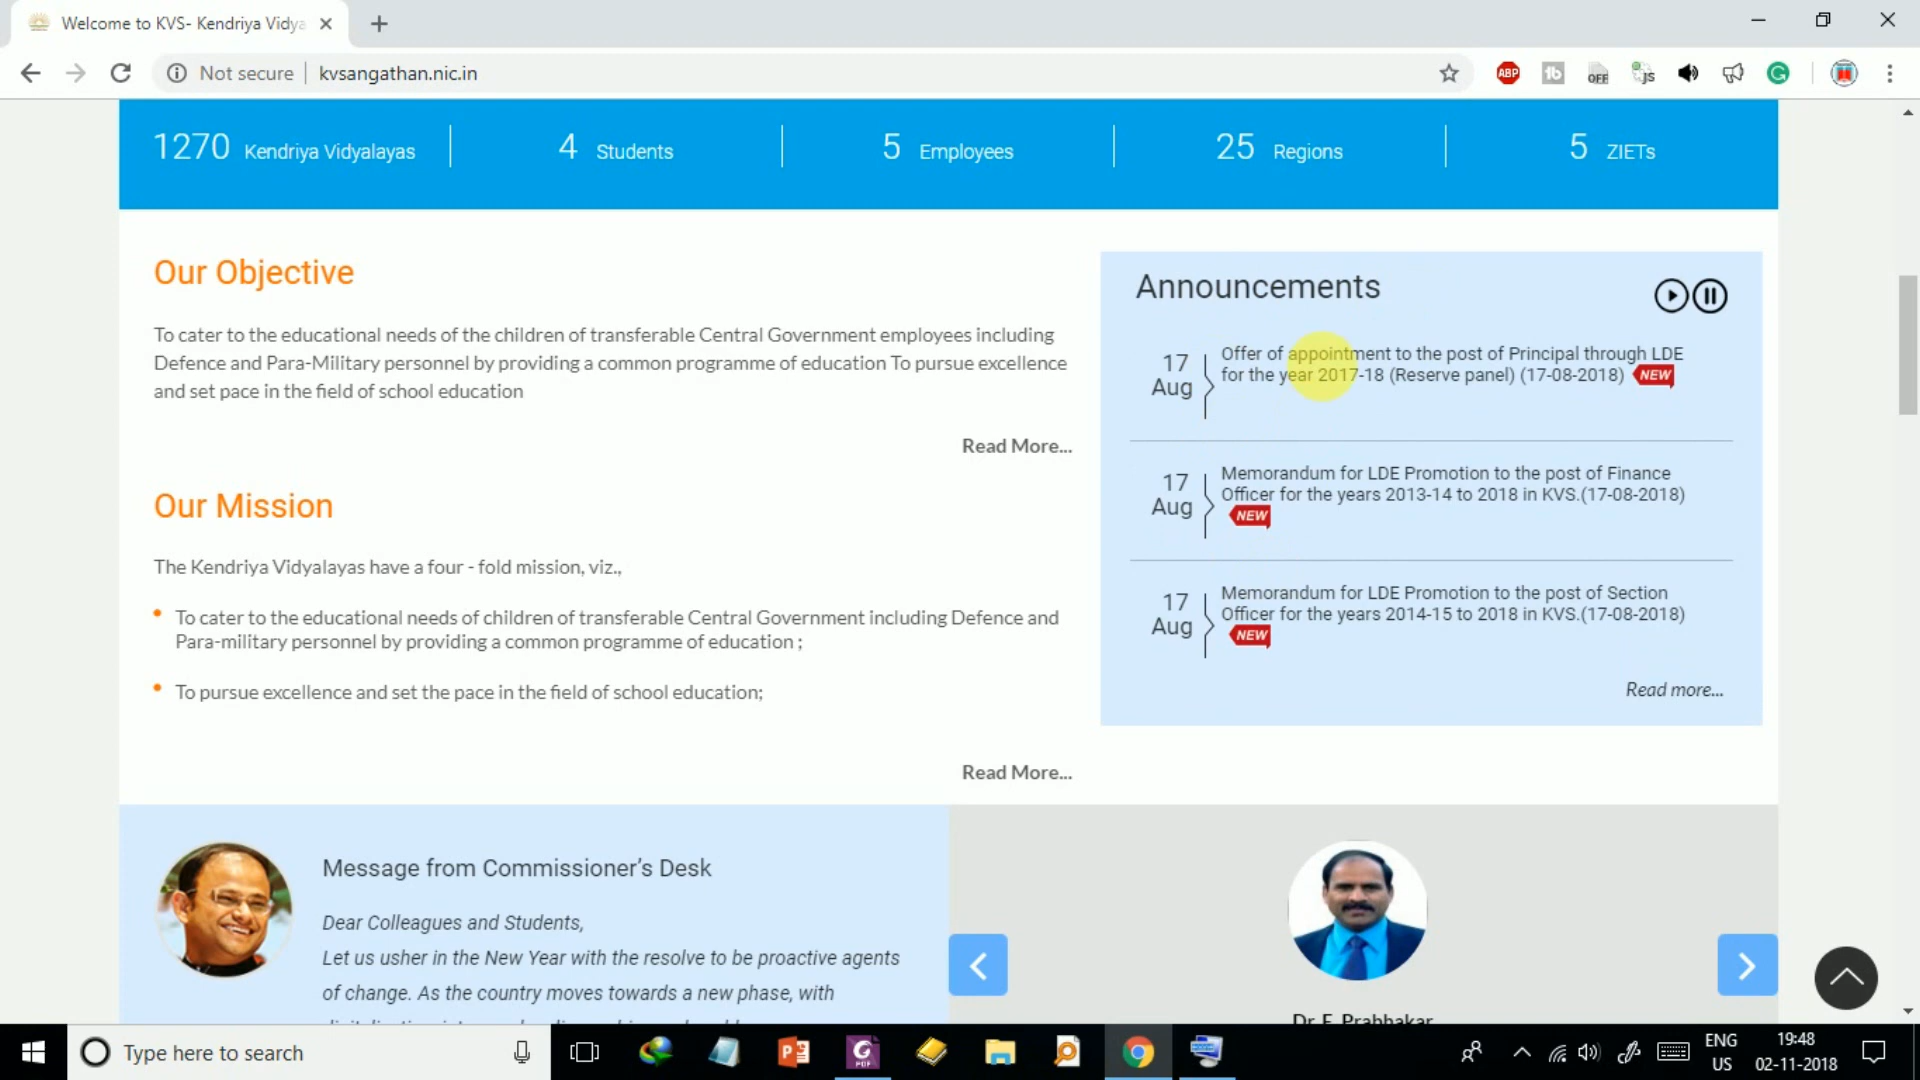 Welcome to KVS- Kendriya Vidya
Not secure
kvsangathan.nic.in
ABP
OFF
JS
1270 Kendriya Vidyalayas
4 Students
5 Employees
25 Regions
5 ZIETs
Our Objective
To cater to the educational needs of the children of transferable Central Government employees including
Defence and Para-Military personnel by providing a common programme of education To pursue excellence
and set pace in the field of school education
Read More...
Our Mission
The Kendriya Vidyalayas have a four - fold mission, viz.,
To cater to the educational needs of children of transferable Central Government including Defence and
Para-military personnel by providing a common programme of education ;
To pursue excellence and set the pace in the field of school education;
Read More...
Announcements
17
Aug
Offer of appointment to the post of Principal through LDE
for the year 2017-18 (Reserve panel) (17-08-2018) NEW
17
Aug
Memorandum for LDE Promotion to the post of Finance
Officer for the years 2013-14 to 2018 in KVS.(17-08-2018)
NEW
17
Aug
Memorandum for LDE Promotion to the post of Section
Officer for the years 2014-15 to 2018 in KVS.(17-08-2018)
NEW
Read more...
Message from Commissioner's Desk
Dear Colleagues and Students,
Let us usher in the New Year with the resolve to be proactive agents
of change. As the country moves towards a new phase, with
Dr. E. Prabhakar
Type here to search
PDF
ENG
US
19:48
02-11-2018